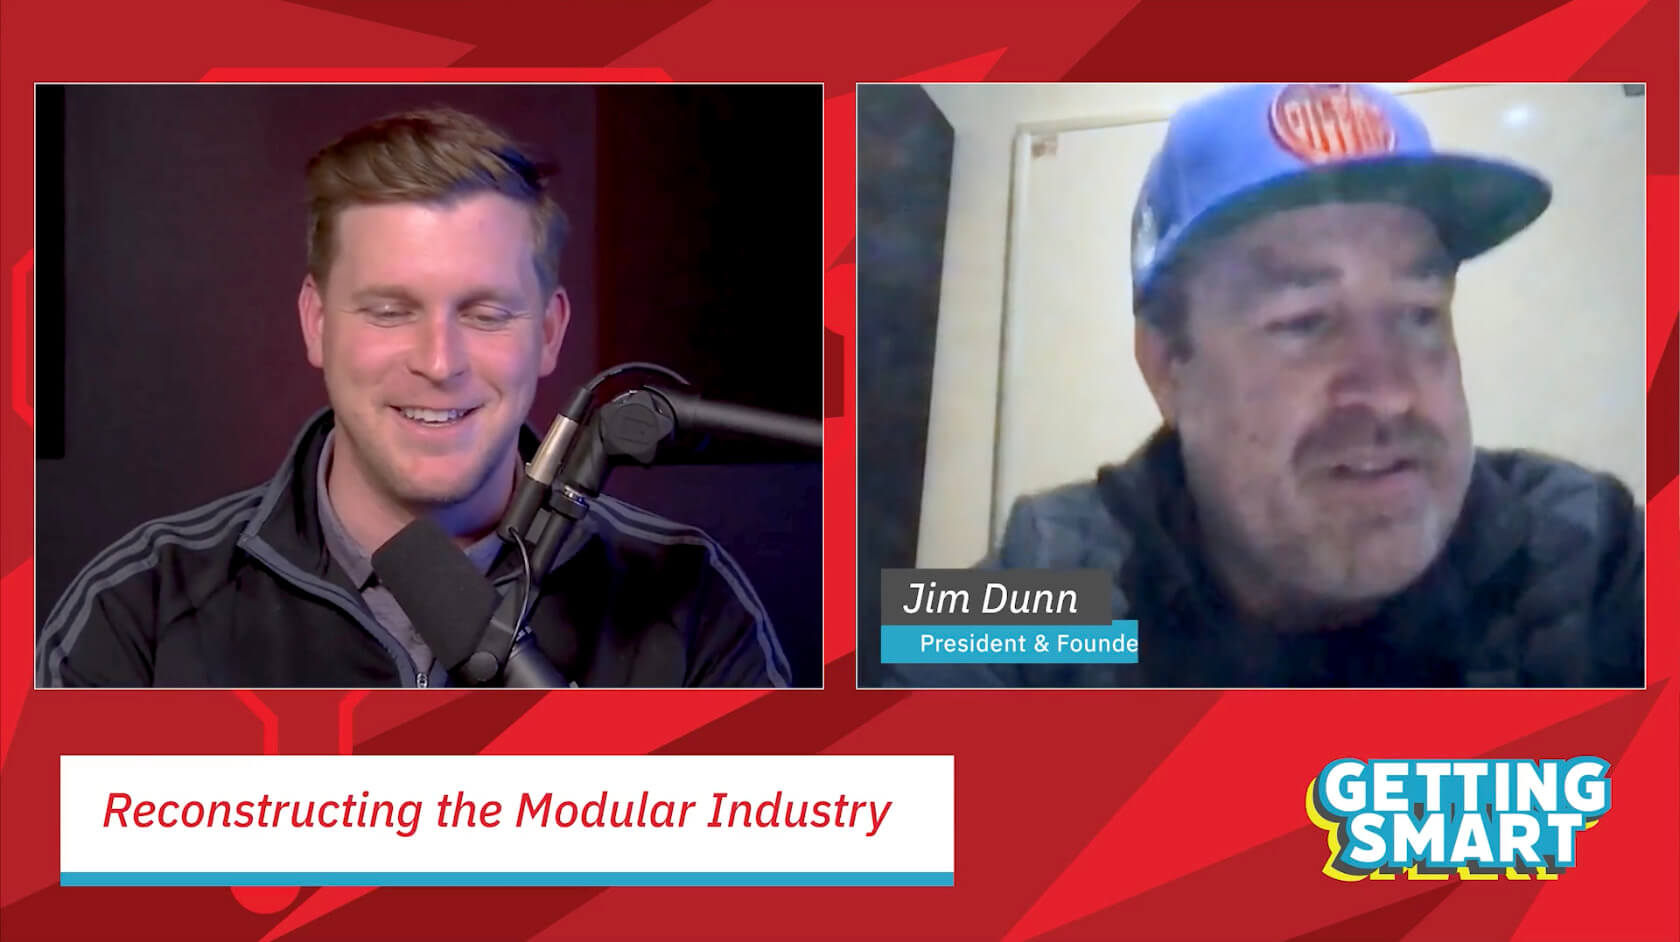 Jim Dunn
President & Founde
Reconstructing the Modular Industry
GETTING
SMART